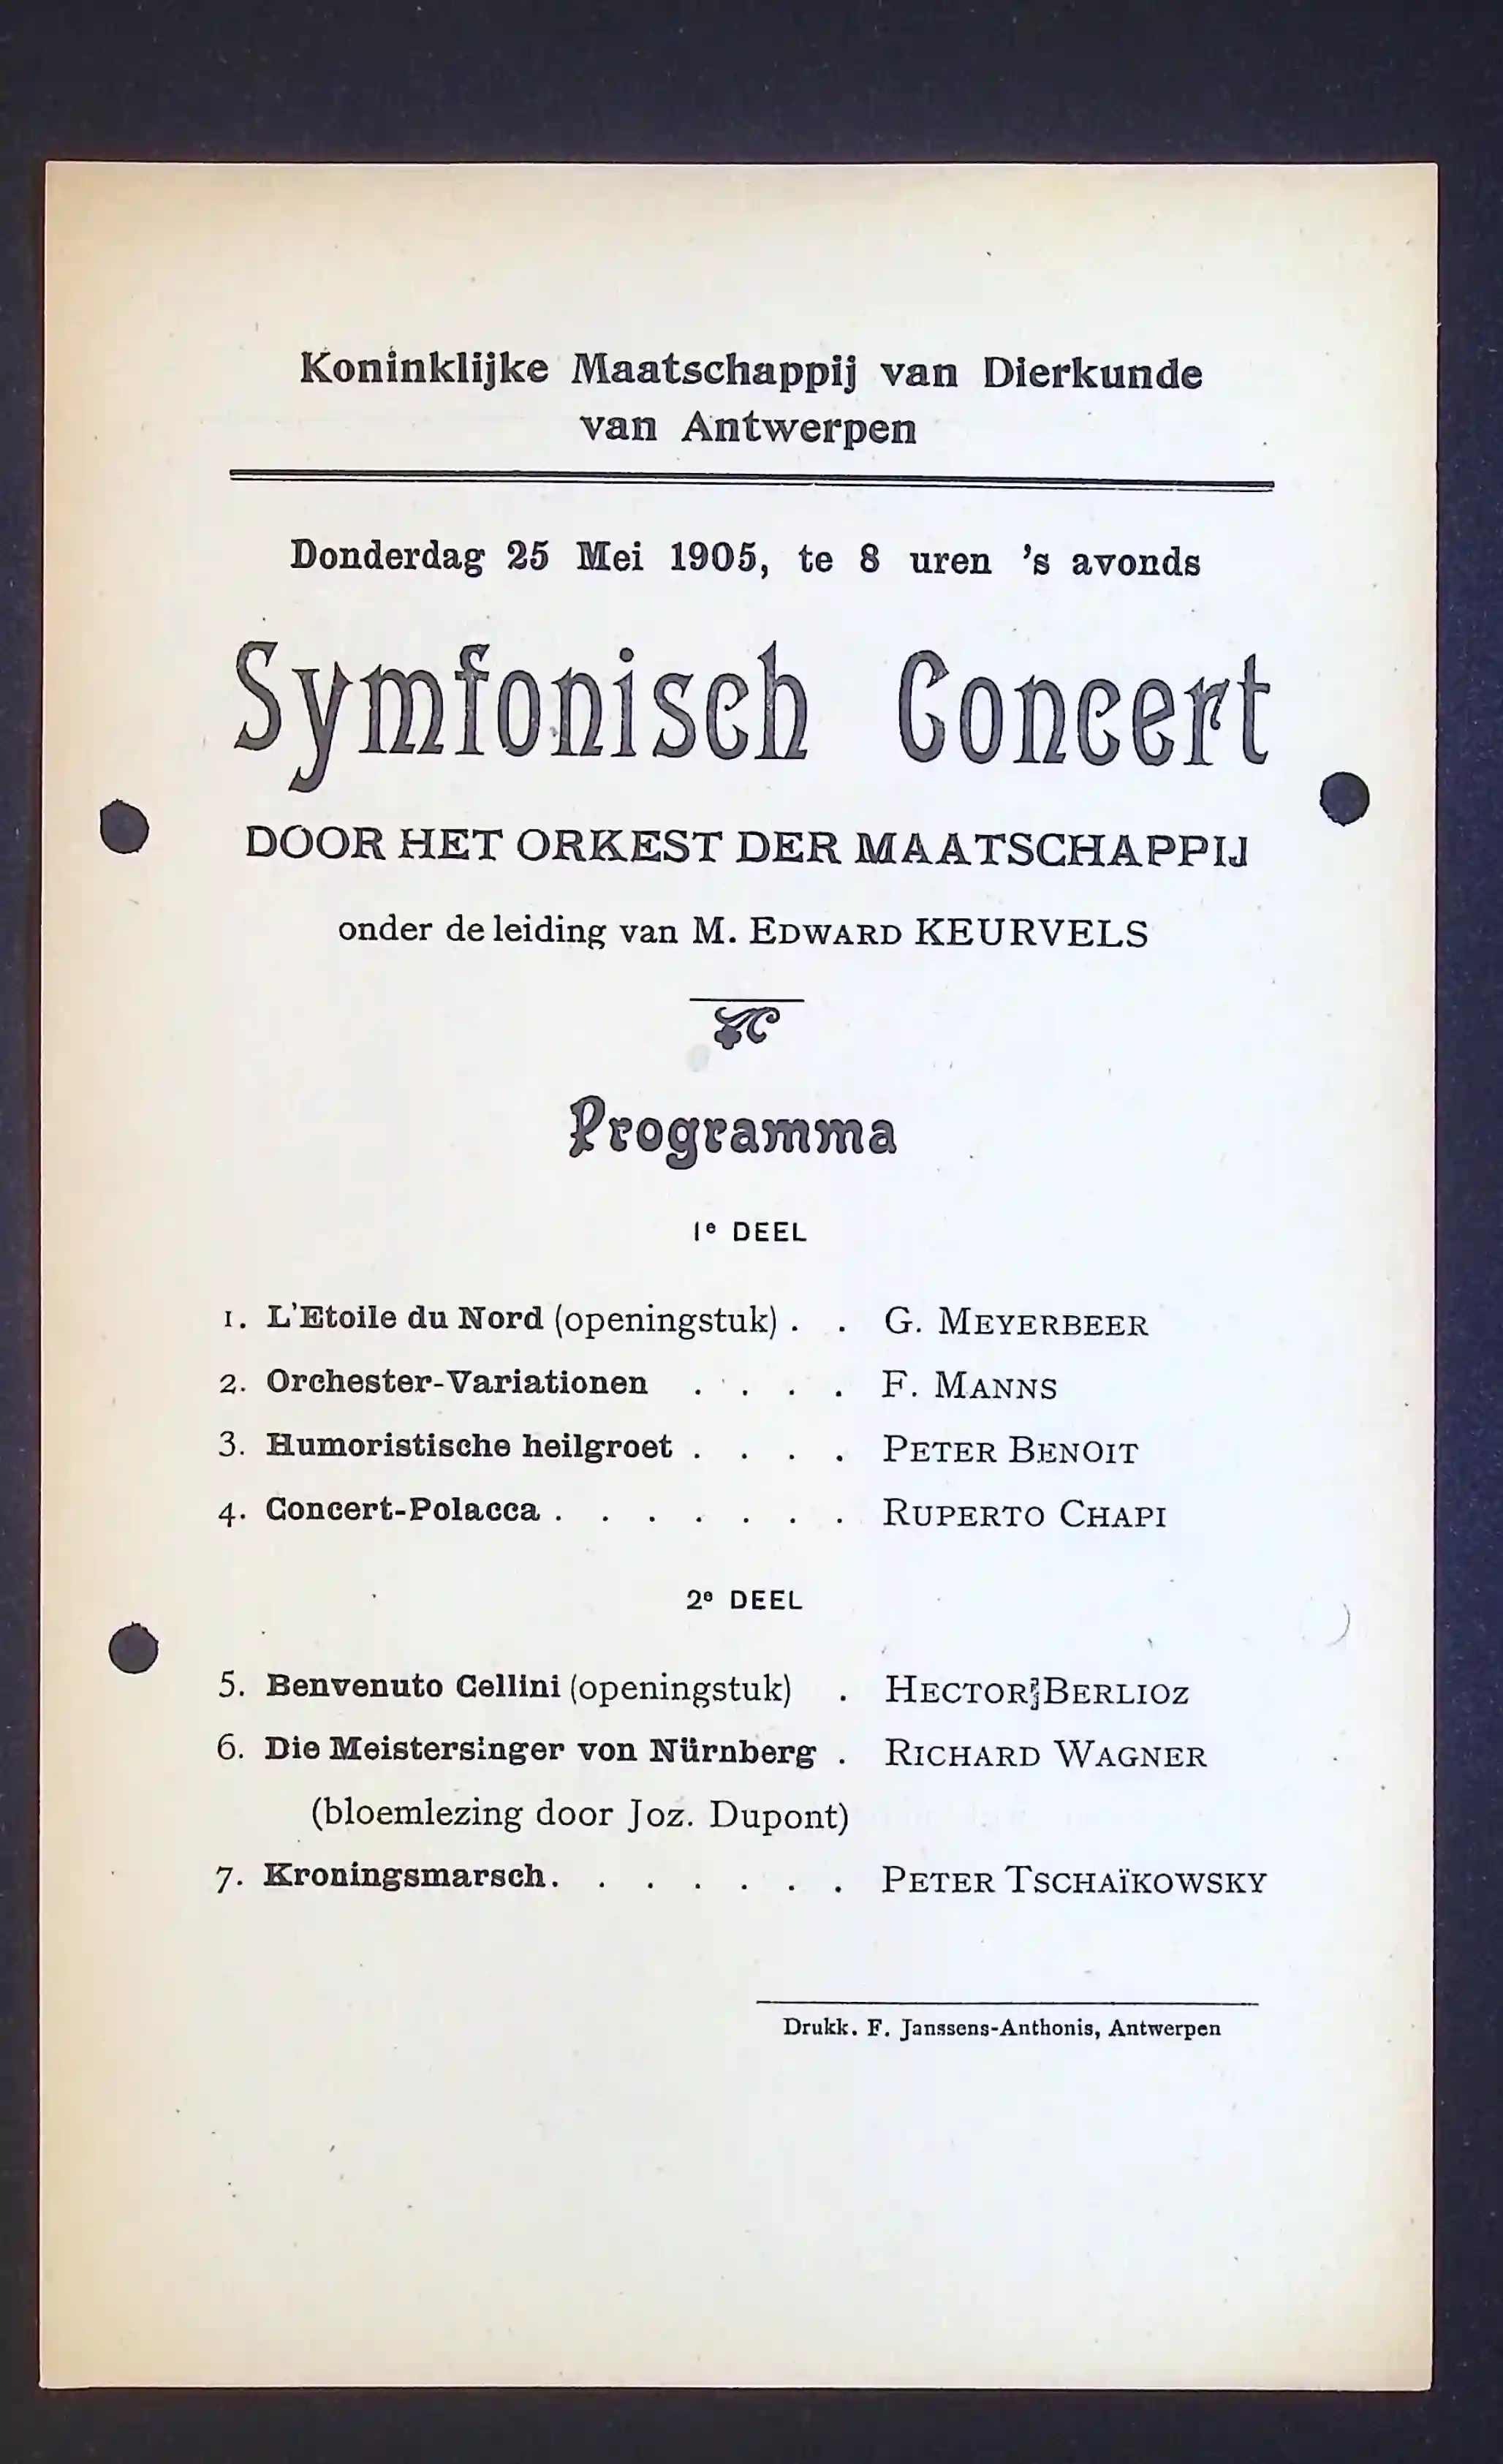 Koninklijke Maatschappij van Dierkunde
van Antwerpen
Donderdag 25 Mei 1905, te 8 uren 's avonds
Symfonisch Concert
DOOR HET ORKEST DER MAATSCHAPPIJ
onder de leiding van M. EDWARD KEURVELS
Programma
1e DEEL
1. L'Etoile du Nord (openingstuk) . . G. MEYERBEER
2. Orchester-Variationen . . . . F. MANNS
3. Humoristische heilgroet . . . . PETER BENOIT
4. Concert-Polacca . . . . . . . RUPERTO CHAPI
2e DEEL
5. Benvenuto Cellini (openingstuk) . HECTOR BERLIOZ
6. Die Meistersinger von Nürnberg . RICHARD WAGNER
(bloemlezing door Joz. Dupont)
7. Kroningsmarsch. . . . . . . PETER TSCHAÏKOWSKY
Drukk. F. Janssens-Anthonis, Antwerpen